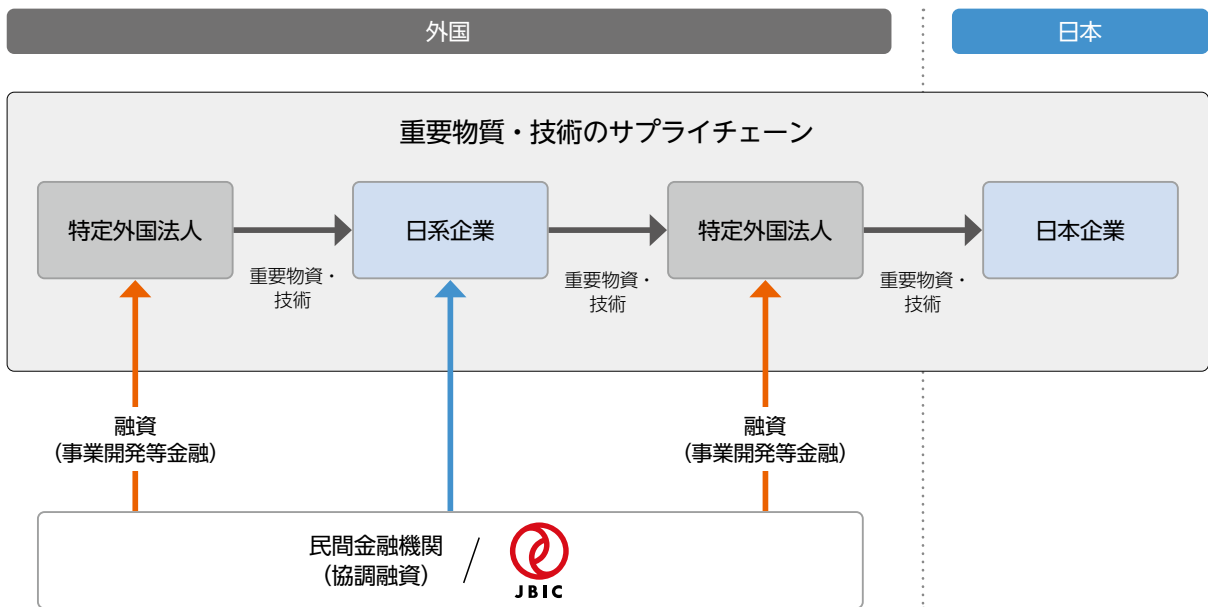 外国
日本
重要物質・技術のサプライチェーン
特定外国法人
日系企業
特定外国法人
日本企業
重要物資・
技術
重要物資・
技術
重要物資・
技術
融資
（事業開発等金融）
融資
（事業開発等金融）
民間金融機関
（協調融資）
/
JBIC